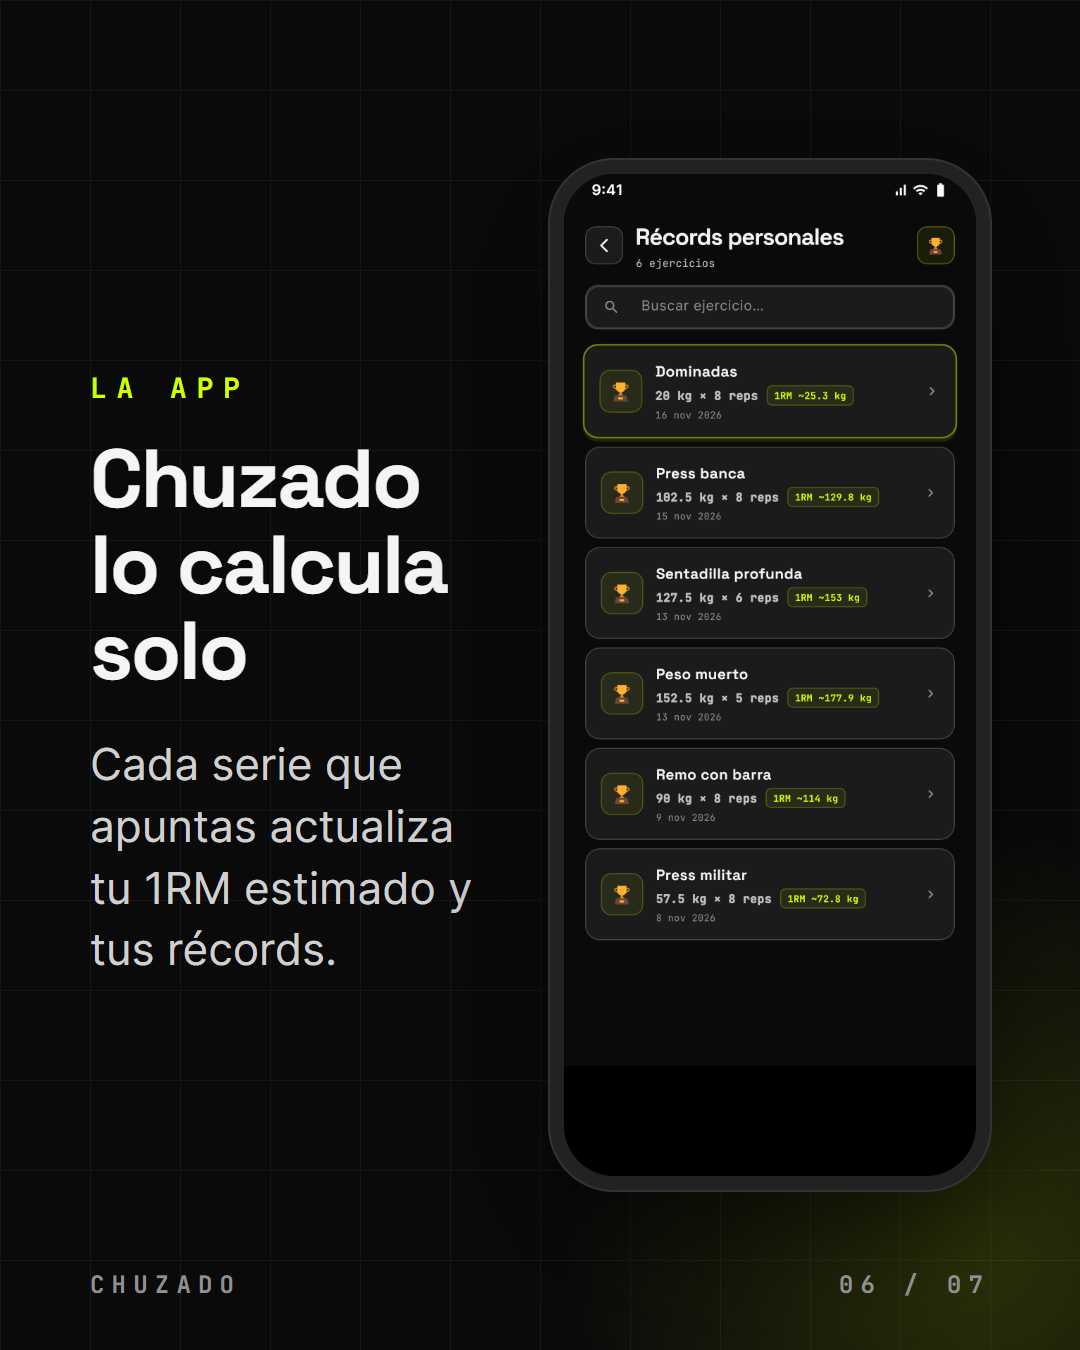 LA APP
Chuzado
lo calcula
solo
Cada serie que
apuntas actualiza
tu 1RM estimado y
tus récords.
9:41
Récords personales
6 ejercicios
Buscar ejercicio...
Dominadas
20 kg × 8 reps 1RM ~25.3 kg
16 nov 2026
Press banca
102.5 kg × 8 reps 1RM ~129.8 kg
15 nov 2026
Sentadilla profunda
127.5 kg × 6 reps 1RM ~153 kg
13 nov 2026
Peso muerto
152.5 kg × 5 reps 1RM ~177.9 kg
13 nov 2026
Remo con barra
90 kg × 8 reps 1RM ~114 kg
9 nov 2026
Press militar
57.5 kg × 8 reps 1RM ~72.8 kg
8 nov 2026
CHUZADO
06 / 07